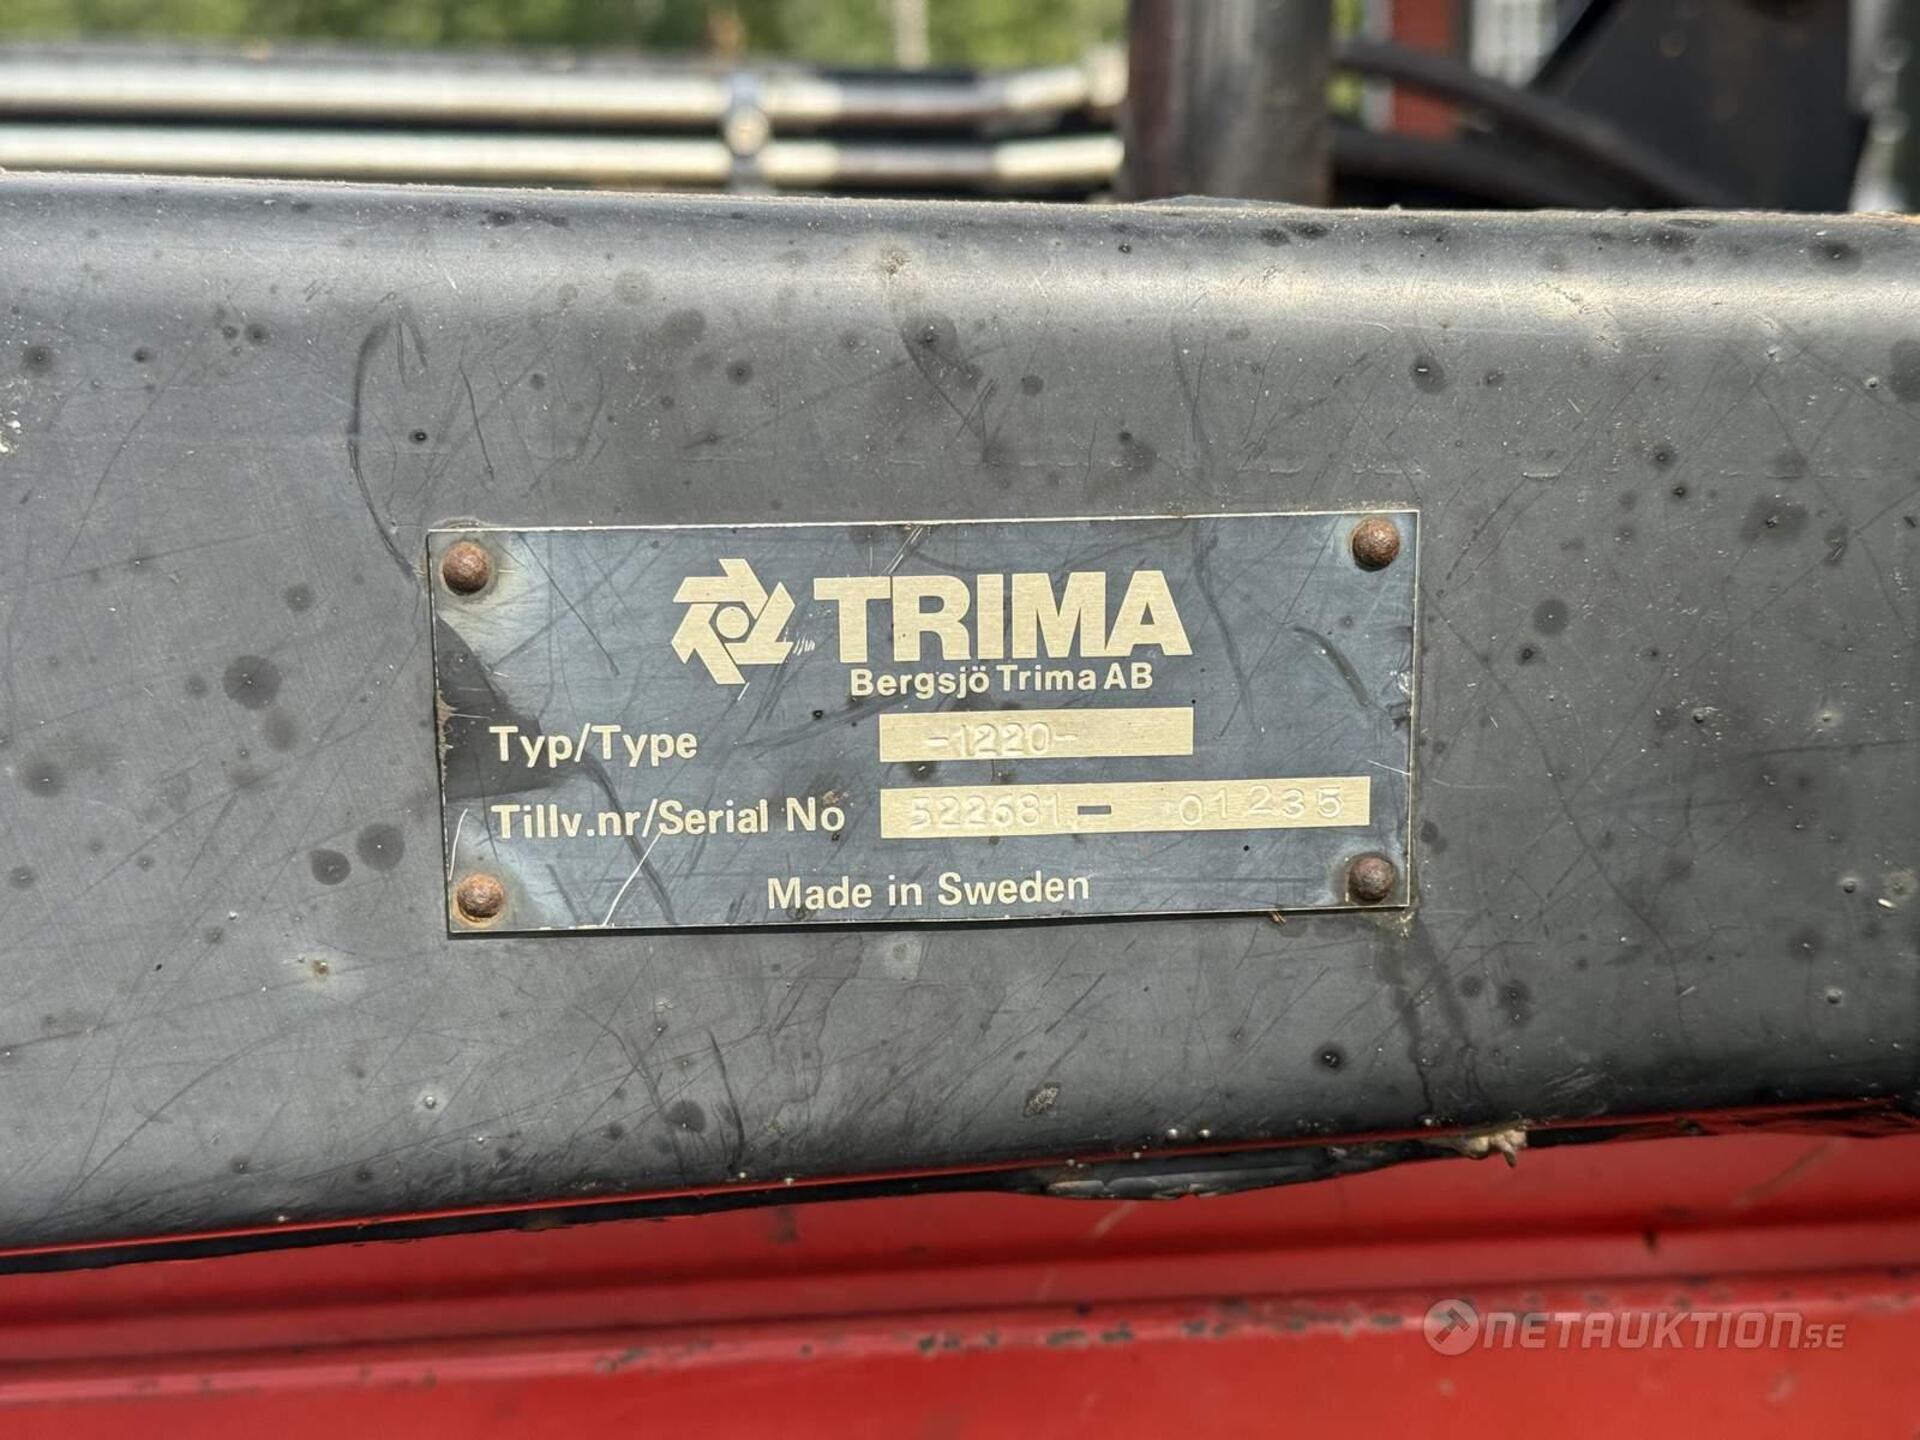 TRIMA
Bergsjö Trima AB
Typ/Type -1220-
Tillv.nr/Serial No 522681 - 01235
Made in Sweden
NETAUKTION.SE